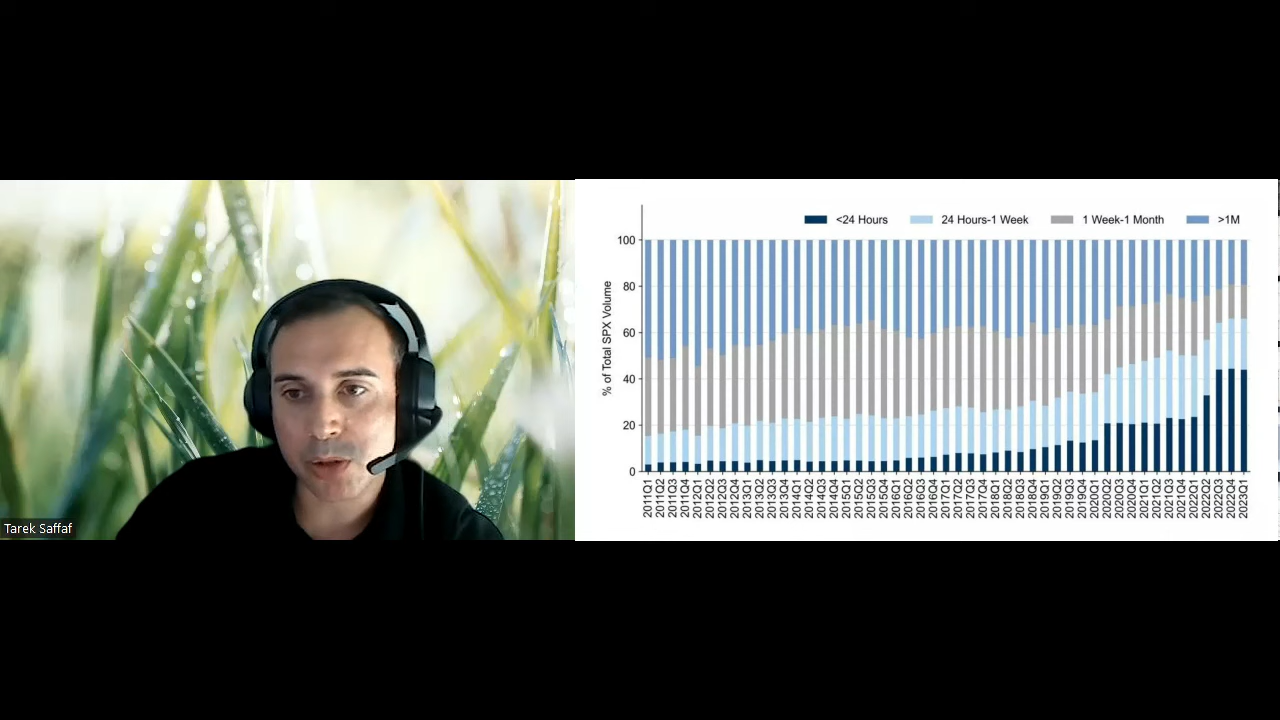 Tarek Saffaf
<24 Hours
24 Hours-1 Week
1 Week-1 Month
>1M
% of Total SPX Volume
100
80
60
40
20
0
2011Q1
2011Q2
2011Q3
2011Q4
2012Q1
2012Q2
2012Q3
2012Q4
2013Q1
2013Q2
2013Q3
2013Q4
2014Q1
2014Q2
2014Q3
2014Q4
2015Q1
2015Q2
2015Q3
2015Q4
2016Q1
2016Q2
2016Q3
2016Q4
2017Q1
2017Q2
2017Q3
2017Q4
2018Q1
2018Q2
2018Q3
2018Q4
2019Q1
2019Q2
2019Q3
2019Q4
2020Q1
2020Q2
2020Q3
2020Q4
2021Q1
2021Q2
2021Q3
2021Q4
2022Q1
2022Q2
2022Q3
2022Q4
2023Q1